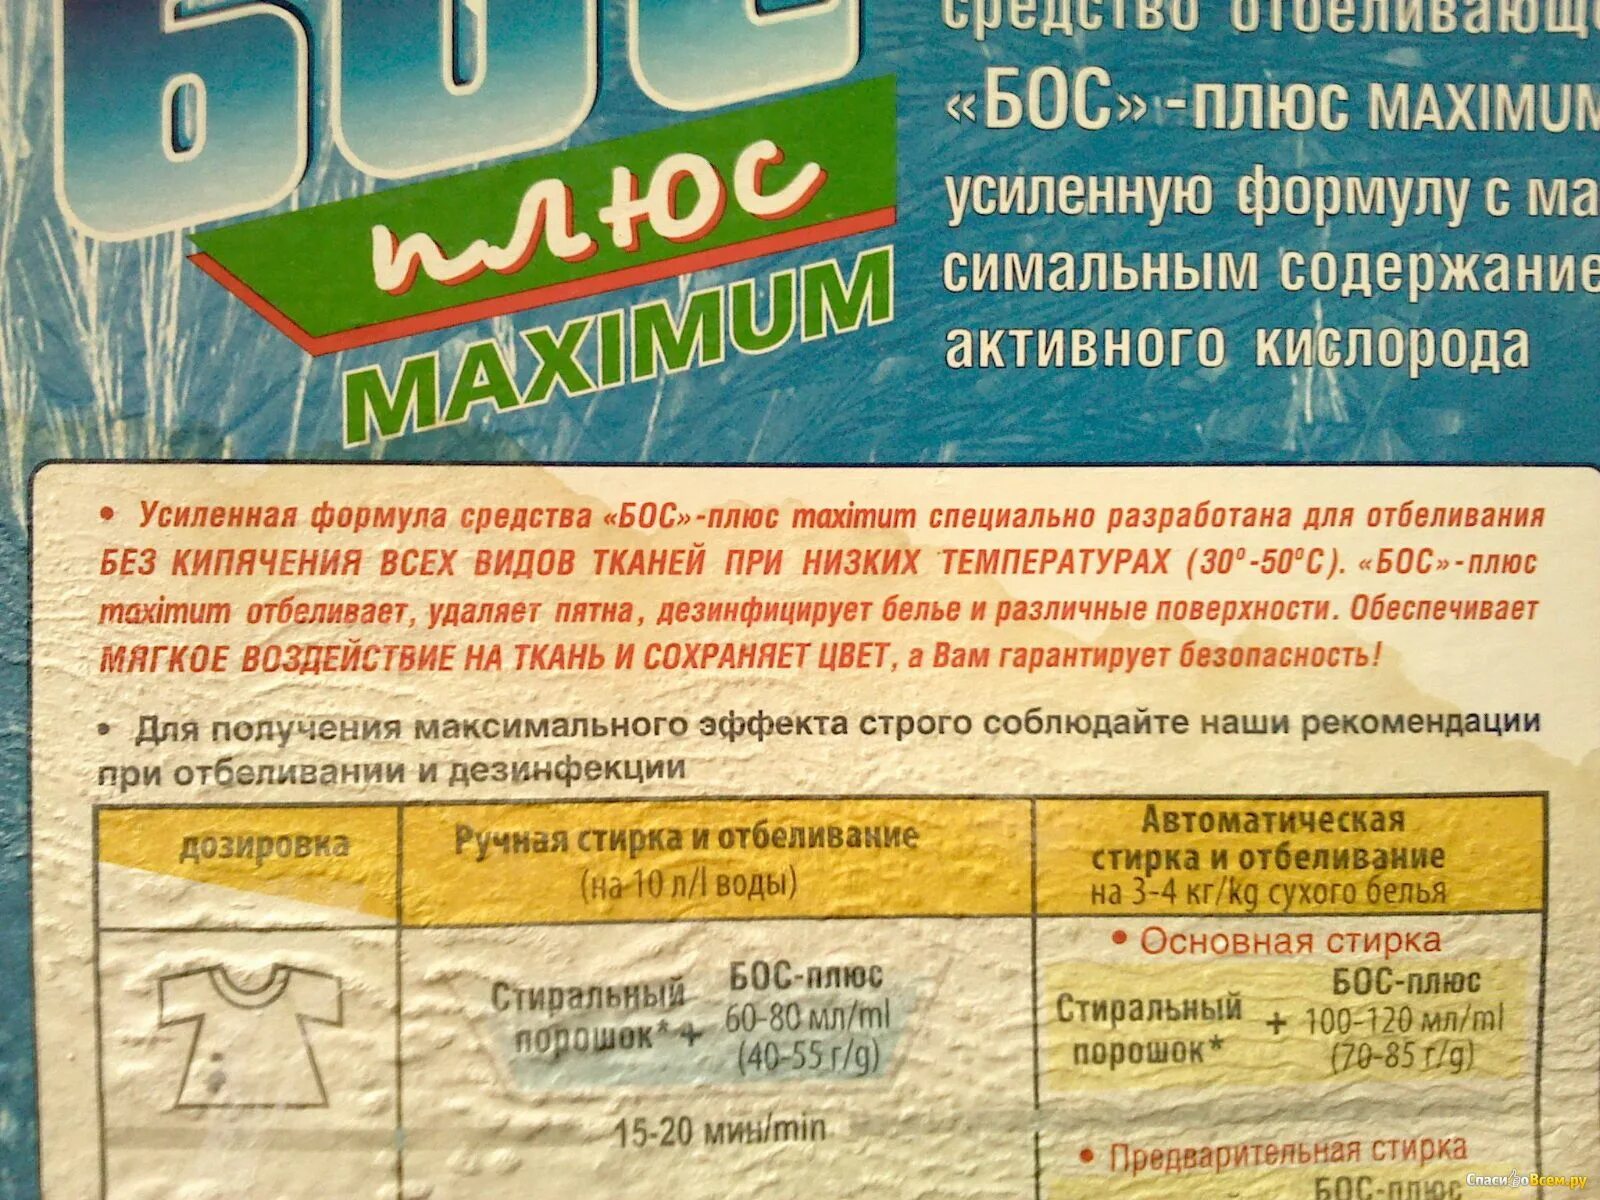 БОС
плюс
MAXIMUM
средство отбеливающ
«БОС»-плюс MAXIMUM
усиленную формулу с ма
симальным содержание
активного кислорода
• Усиленная формула средства «БОС»-плюс maximum специально разработана для отбеливания
БЕЗ КИПЯЧЕНИЯ ВСЕХ ВИДОВ ТКАНЕЙ ПРИ НИЗКИХ ТЕМПЕРАТУРАХ (30°-50°С). «БОС»-плюс
maximum отбеливает, удаляет пятна, дезинфицирует белье и различные поверхности. Обеспечивает
МЯГКОЕ ВОЗДЕЙСТВИЕ НА ТКАНЬ И СОХРАНЯЕТ ЦВЕТ, а Вам гарантирует безопасность!
• Для получения максимального эффекта строго соблюдайте наши рекомендации
при отбеливании и дезинфекции
дозировка
Ручная стирка и отбеливание
(на 10 л/l воды)
Автоматическая
стирка и отбеливание
на 3-4 кг/kg сухого белья
Стиральный
порошок* +
БОС-плюс
60-80 мл/ml
(40-55 г/g)
15-20 мин/min
• Основная стирка
Стиральный
порошок*
+
БОС-плюс
100-120 мл/ml
(70-85 г/g)
• Предварительная стирка
БОС-плюс
СпасибоВсем.ру